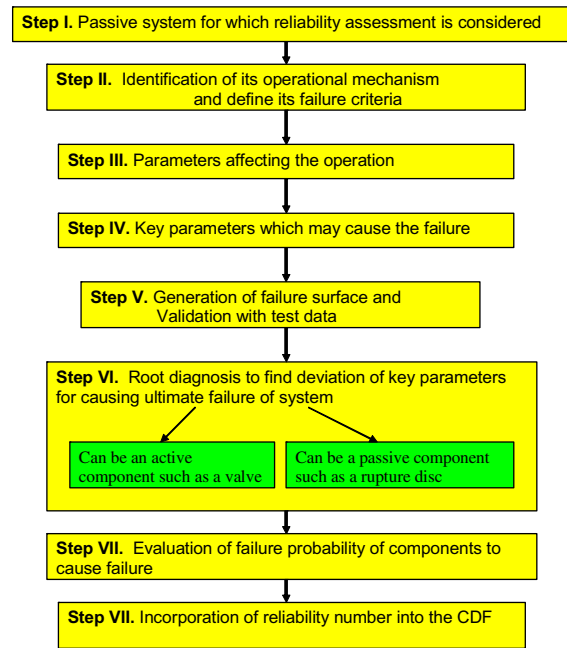 Step I. Passive system for which reliability assessment is considered
Step II. Identification of its operational mechanism
and define its failure criteria
Step III. Parameters affecting the operation
Step IV. Key parameters which may cause the failure
Step V. Generation of failure surface and
Validation with test data
Step VI. Root diagnosis to find deviation of key parameters
for causing ultimate failure of system
Can be an active
component such as a valve
Can be a passive component
such as a rupture disc
Step VII. Evaluation of failure probability of components to
cause failure
Step VII. Incorporation of reliability number into the CDF